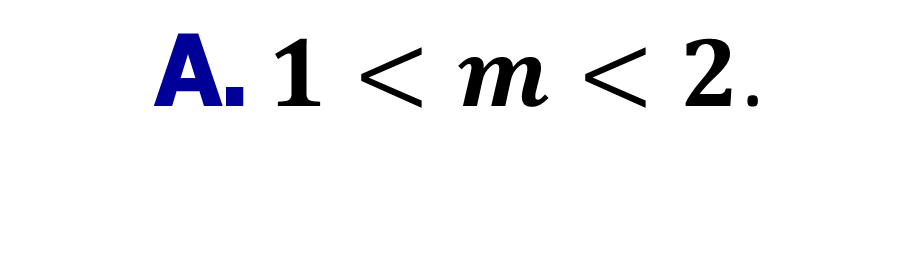 A. 1 < m < 2.